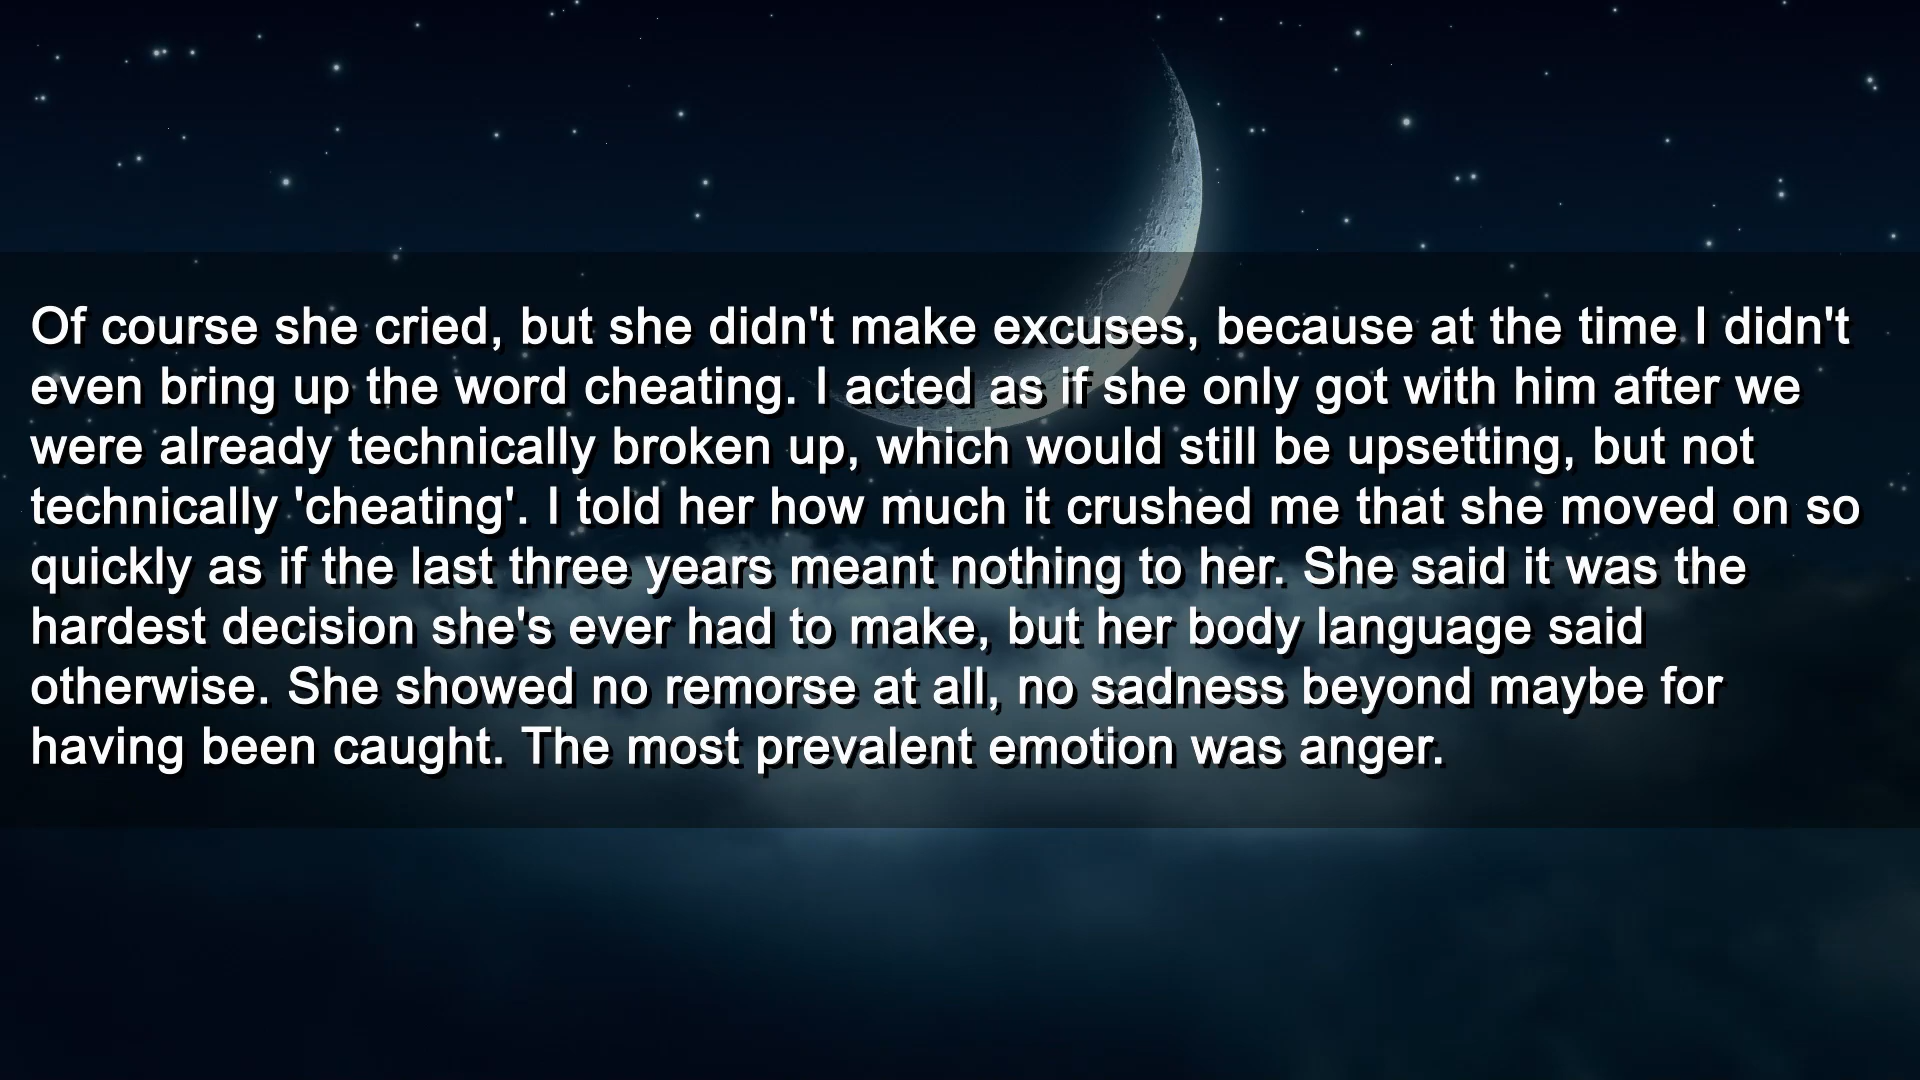 Of course she cried, but she didn't make excuses, because at the time I didn't
even bring up the word cheating. I acted as if she only got with him after we
were already technically broken up, which would still be upsetting, but not
technically 'cheating'. I told her how much it crushed me that she moved on so
quickly as if the last three years meant nothing to her. She said it was the
hardest decision she's ever had to make, but her body language said
otherwise. She showed no remorse at all, no sadness beyond maybe for
having been caught. The most prevalent emotion was anger.